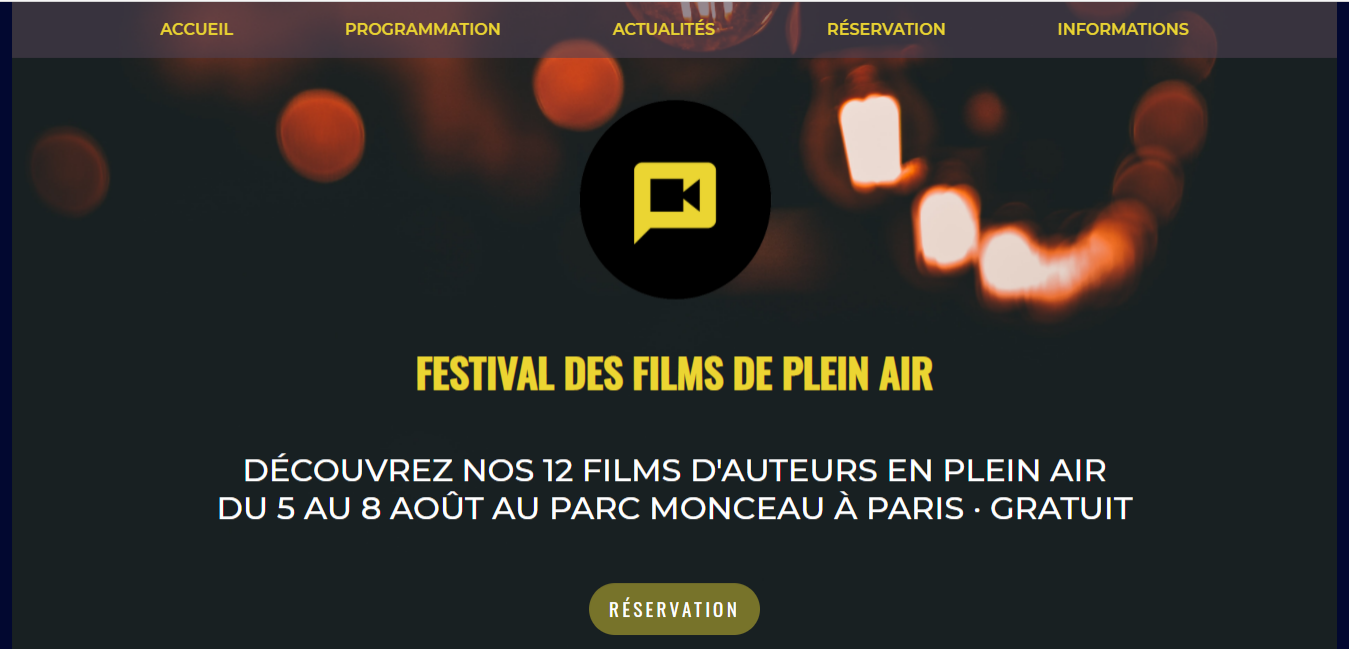 ACCUEIL PROGRAMMATION ACTUALITÉS RÉSERVATION INFORMATIONS
FESTIVAL DES FILMS DE PLEIN AIR
DÉCOUVREZ NOS 12 FILMS D'AUTEURS EN PLEIN AIR
DU 5 AU 8 AOÛT AU PARC MONCEAU À PARIS · GRATUIT
RÉSERVATION